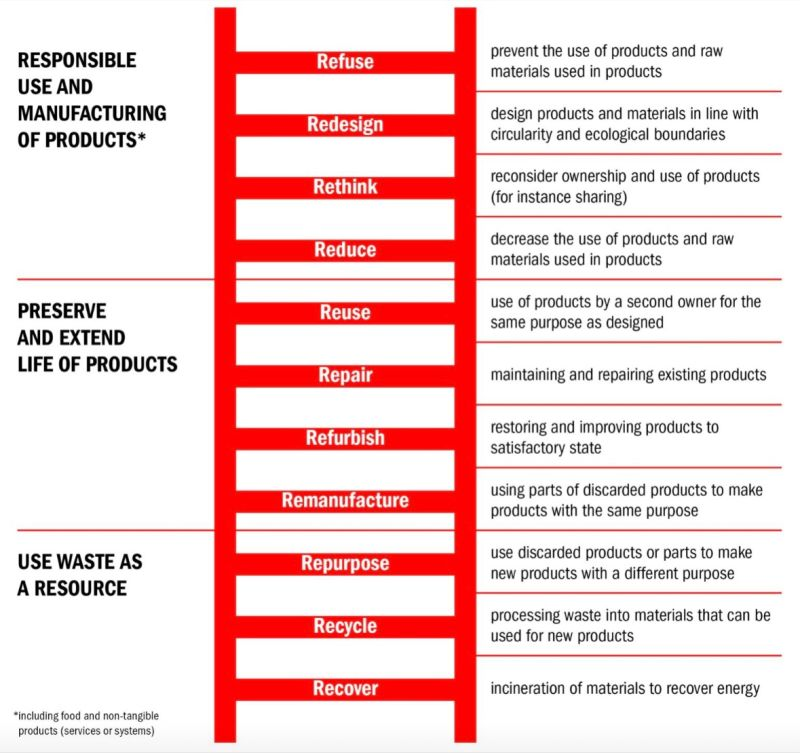 RESPONSIBLE
USE AND
MANUFACTURING
OF PRODUCTS*
Refuse
prevent the use of products and raw
materials used in products
Redesign
design products and materials in line with
circularity and ecological boundaries
Rethink
reconsider ownership and use of products
(for instance sharing)
Reduce
decrease the use of products and raw
materials used in products
PRESERVE
AND EXTEND
LIFE OF PRODUCTS
Reuse
use of products by a second owner for the
same purpose as designed
Repair
maintaining and repairing existing products
Refurbish
restoring and improving products to
satisfactory state
Remanufacture
using parts of discarded products to make
products with the same purpose
USE WASTE AS
A RESOURCE
Repurpose
use discarded products or parts to make
new products with a different purpose
Recycle
processing waste into materials that can be
used for new products
Recover
incineration of materials to recover energy
*including food and non-tangible
products (services or systems)